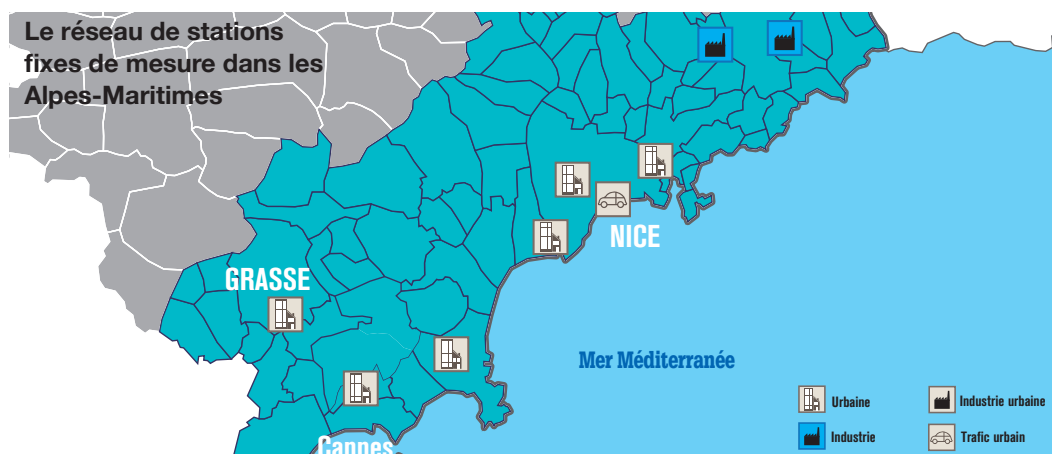 Le réseau de stations
fixes de mesure dans les
Alpes-Maritimes
NICE
GRASSE
Mer Méditerranée
Cannes
Urbaine
Industrie urbaine
Industrie
Trafic urbain